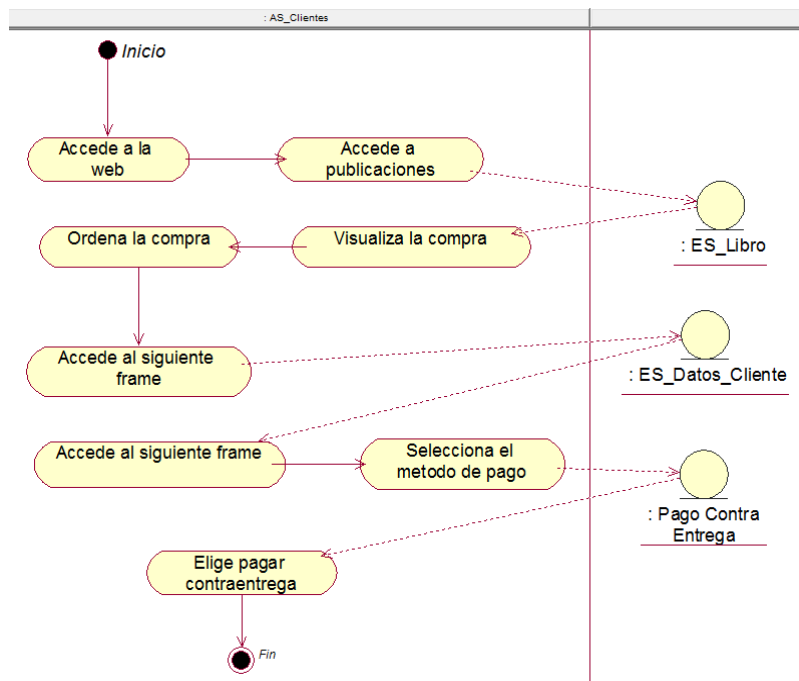 : AS_Clientes
Inicio
Accede a la
web
Accede a
publicaciones
: ES_Libro
Ordena la compra
Visualiza la compra
Accede al siguiente
frame
: ES_Datos_Cliente
Accede al siguiente frame
Selecciona el
metodo de pago
: Pago Contra
Entrega
Elige pagar
contraentrega
Fin